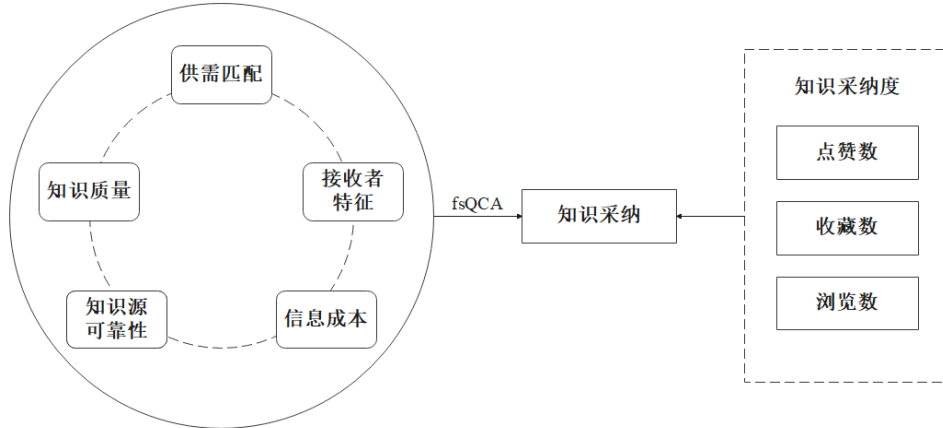 供需匹配
知识质量
接收者
特征
知识源
可靠性
信息成本
fsQCA
知识采纳
知识采纳度
点赞数
收藏数
浏览数